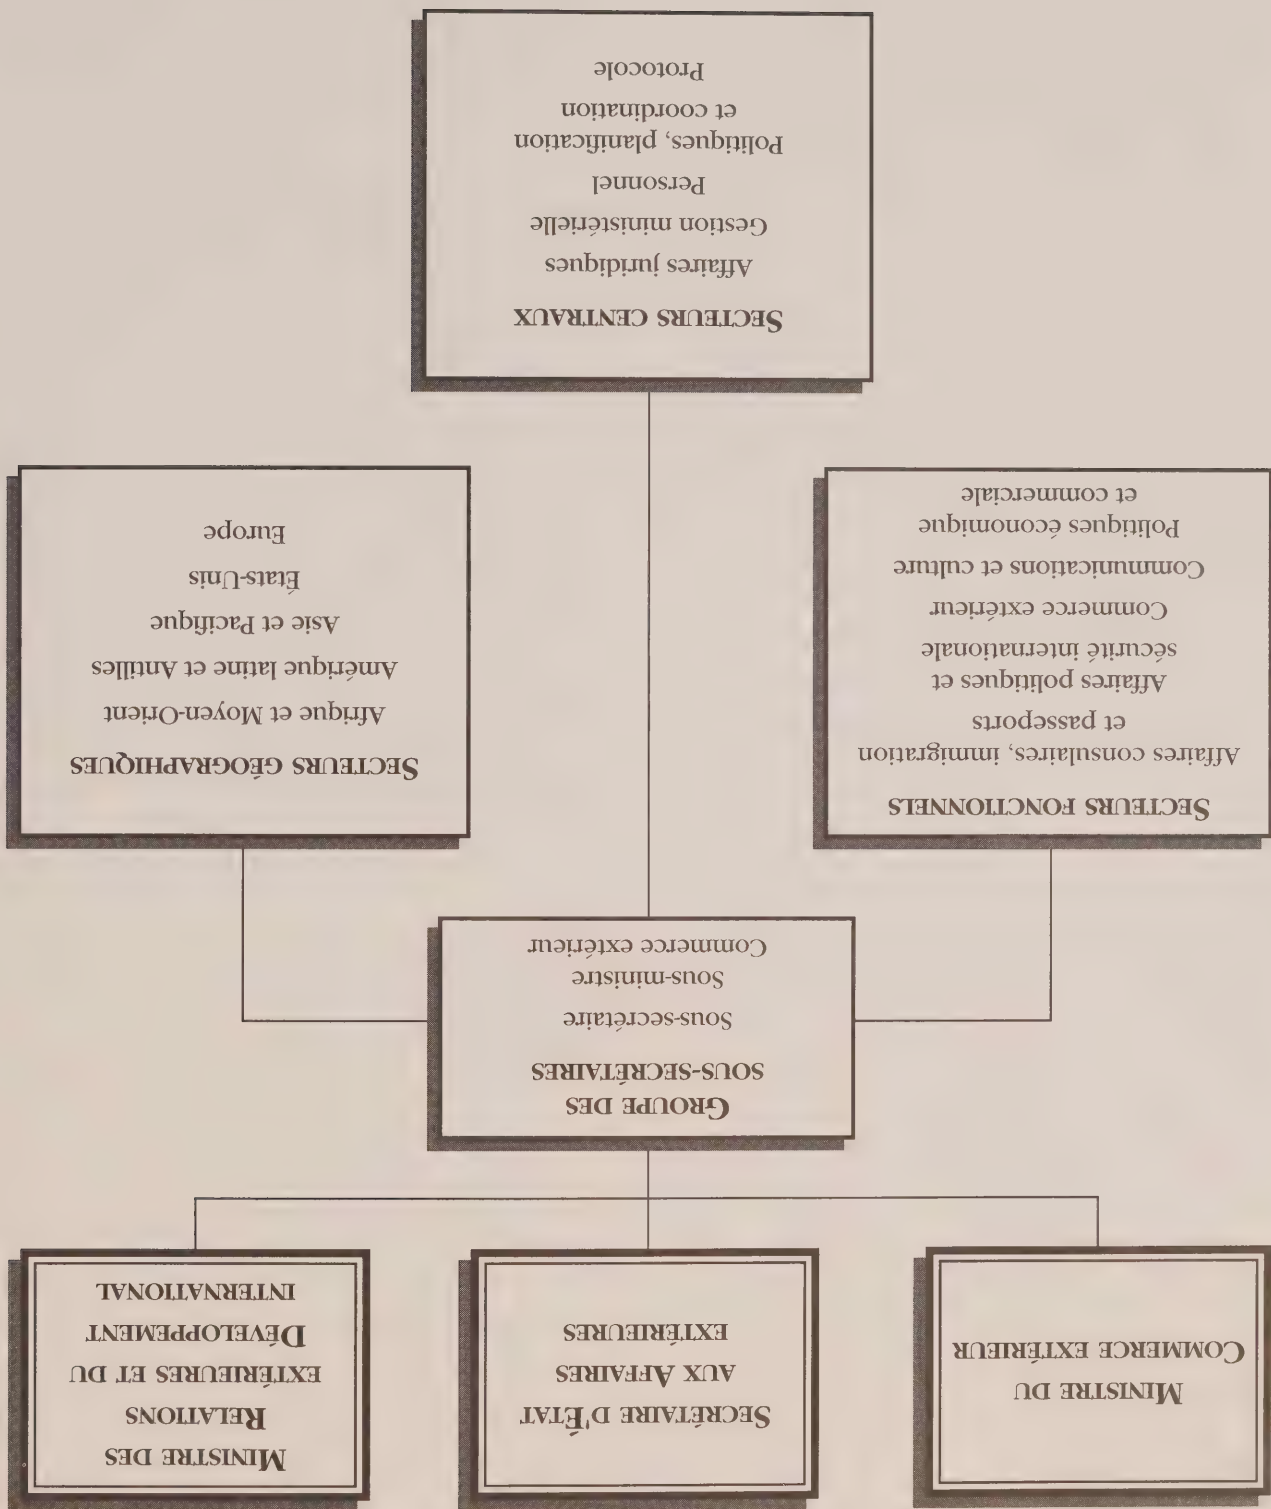 MINISTRE DU
COMMERCE EXTÉRIEUR
SECRÉTAIRE D'ÉTAT
AUX AFFAIRES
EXTÉRIEURES
MINISTRE DES
RELATIONS
EXTÉRIEURES ET DU
DÉVELOPPEMENT
INTERNATIONAL
GROUPE DES
SOUS-SECRÉTAIRES
Sous-secrétaire
Sous-ministre
Commerce extérieur
SECTEURS FONCTIONNELS
Affaires consulaires, immigration
et passeports
Affaires politiques et
sécurité internationale
Commerce extérieur
Communications et culture
Politiques économique
et commerciale
SECTEURS GÉOGRAPHIQUES
Afrique et Moyen-Orient
Amérique latine et Antilles
Asie et Pacifique
États-Unis
Europe
SECTEURS CENTRAUX
Affaires juridiques
Gestion ministérielle
Personnel
Politiques, planification
et coordination
Protocole